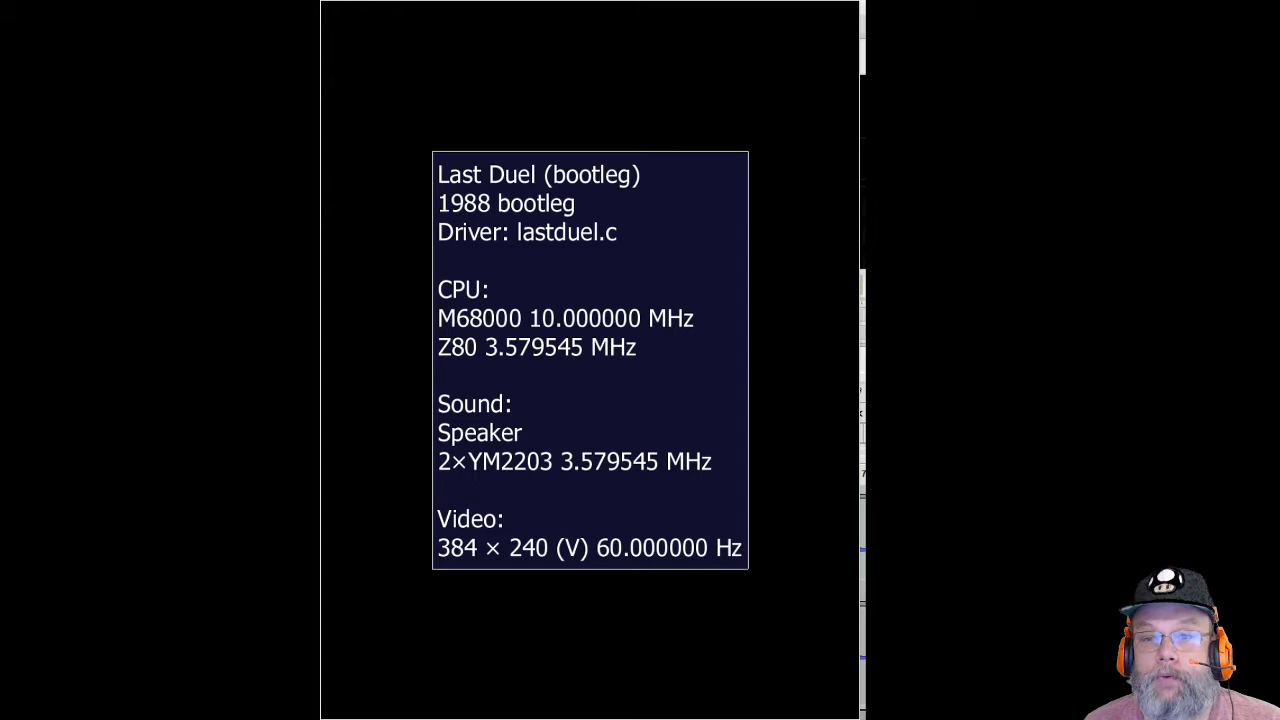 Last Duel (bootleg)
1988 bootleg
Driver: lastduel.c
CPU:
M68000 10.000000 MHz
Z80 3.579545 MHz
Sound:
Speaker
2×YM2203 3.579545 MHz
Video:
384 × 240 (V) 60.000000 Hz